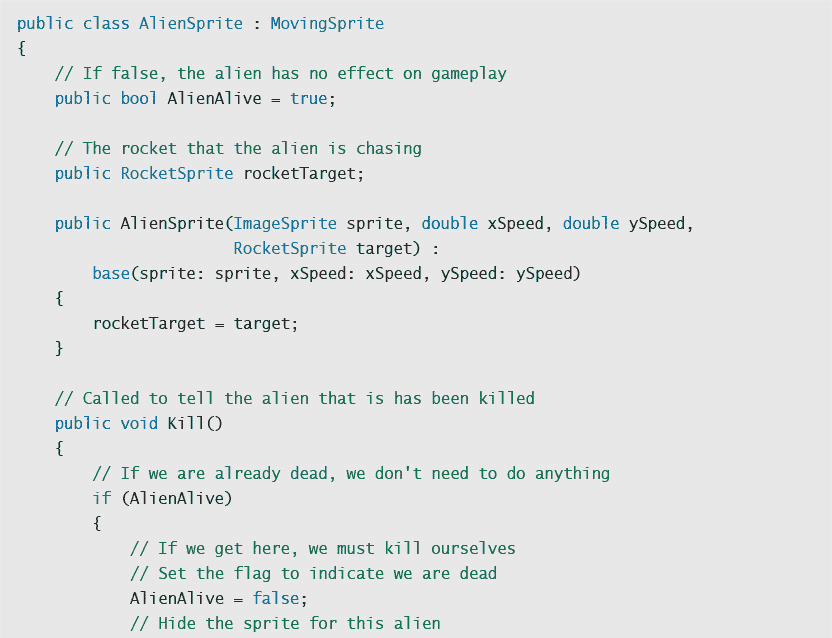 public class AlienSprite : MovingSprite
{
    // If false, the alien has no effect on gameplay
    public bool AlienAlive = true;

    // The rocket that the alien is chasing
    public RocketSprite rocketTarget;

    public AlienSprite(ImageSprite sprite, double xSpeed, double ySpeed,
                       RocketSprite target) :
        base(sprite: sprite, xSpeed: xSpeed, ySpeed: ySpeed)
    {
        rocketTarget = target;
    }

    // Called to tell the alien that is has been killed
    public void Kill()
    {
        // If we are already dead, we don't need to do anything
        if (AlienAlive)
        {
            // If we get here, we must kill ourselves
            // Set the flag to indicate we are dead
            AlienAlive = false;
            // Hide the sprite for this alien